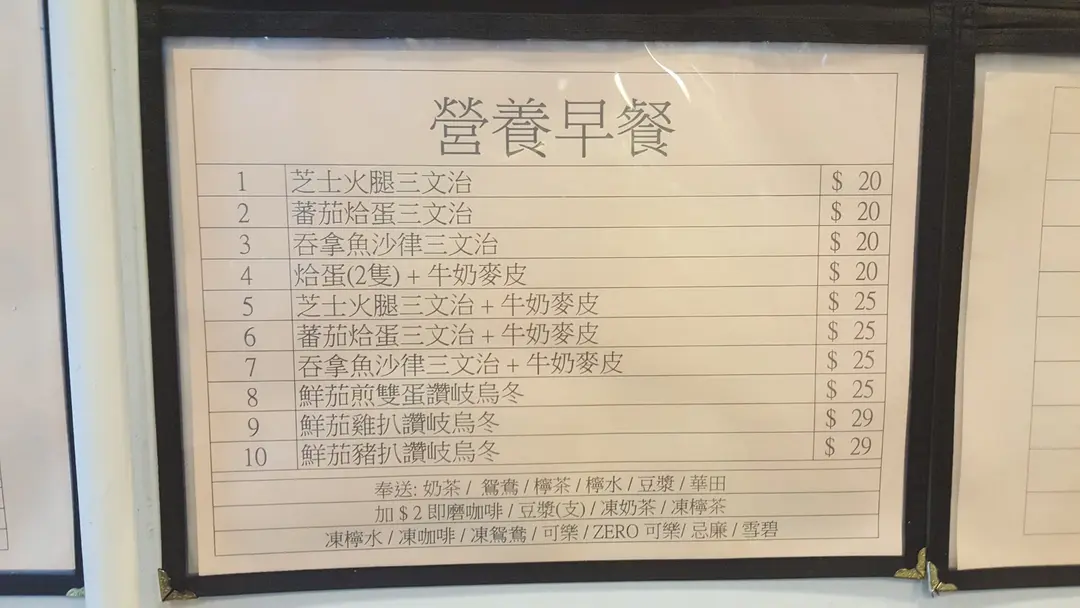 營養早餐
1 芝士火腿三文治 $ 20
2 蕃茄烚蛋三文治 $ 20
3 吞拿魚沙律三文治 $ 20
4 烚蛋(2隻) + 牛奶麥皮 $ 20
5 芝士火腿三文治 + 牛奶麥皮 $ 25
6 蕃茄烚蛋三文治 + 牛奶麥皮 $ 25
7 吞拿魚沙律三文治 + 牛奶麥皮 $ 25
8 鮮茄煎雙蛋讚岐烏冬 $ 25
9 鮮茄雞扒讚岐烏冬 $ 29
10 鮮茄豬扒讚岐烏冬 $ 29
奉送: 奶茶 / 鴛鴦 / 檸茶 / 檸水 / 豆漿 / 華田
加 $ 2 即磨咖啡 / 豆漿(支) / 凍奶茶 / 凍檸茶
凍檸水 / 凍咖啡 / 凍鴛鴦 / 可樂 / ZERO 可樂/ 忌廉 / 雪碧